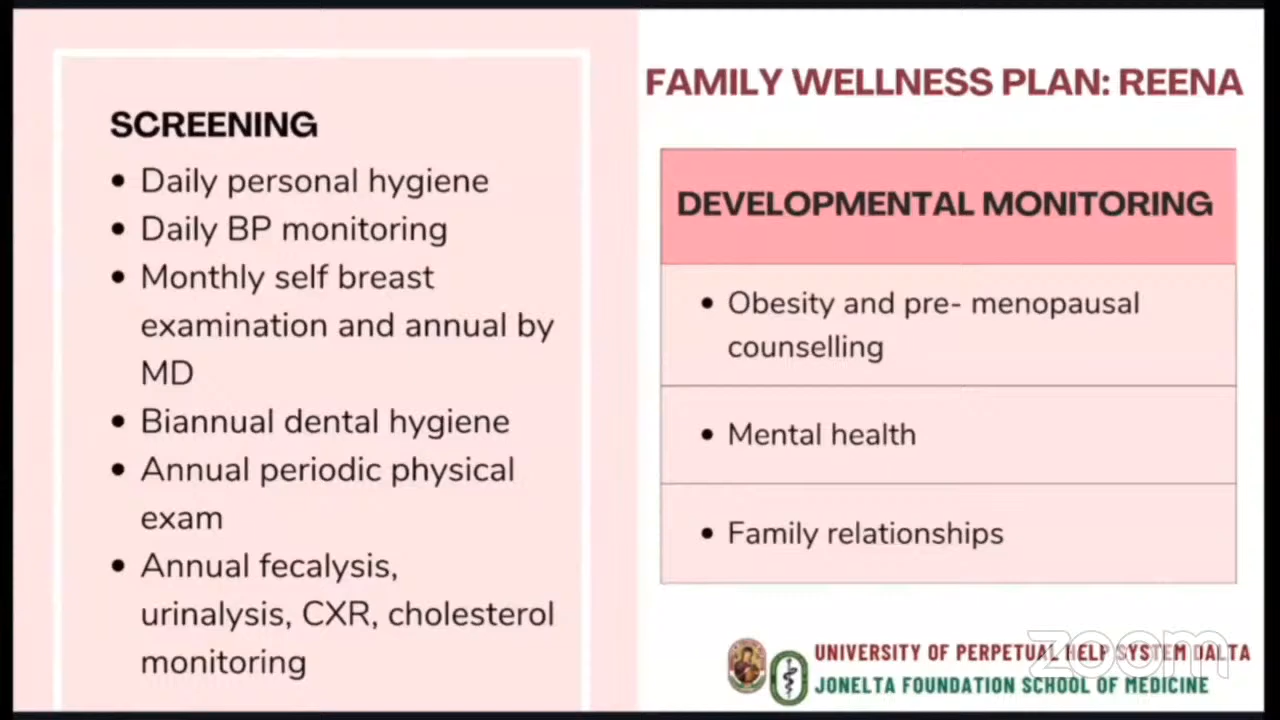 SCREENING
• Daily personal hygiene
• Daily BP monitoring
• Monthly self breast
examination and annual by
MD
• Biannual dental hygiene
• Annual periodic physical
exam
• Annual fecalysis,
urinalysis, CXR, cholesterol
monitoring
FAMILY WELLNESS PLAN: REENA
DEVELOPMENTAL MONITORING
• Obesity and pre- menopausal
counselling
• Mental health
• Family relationships
UNIVERSITY OF PERPETUAL HELP SYSTEM DALTA
JONELTA FOUNDATION SCHOOL OF MEDICINE
zoom